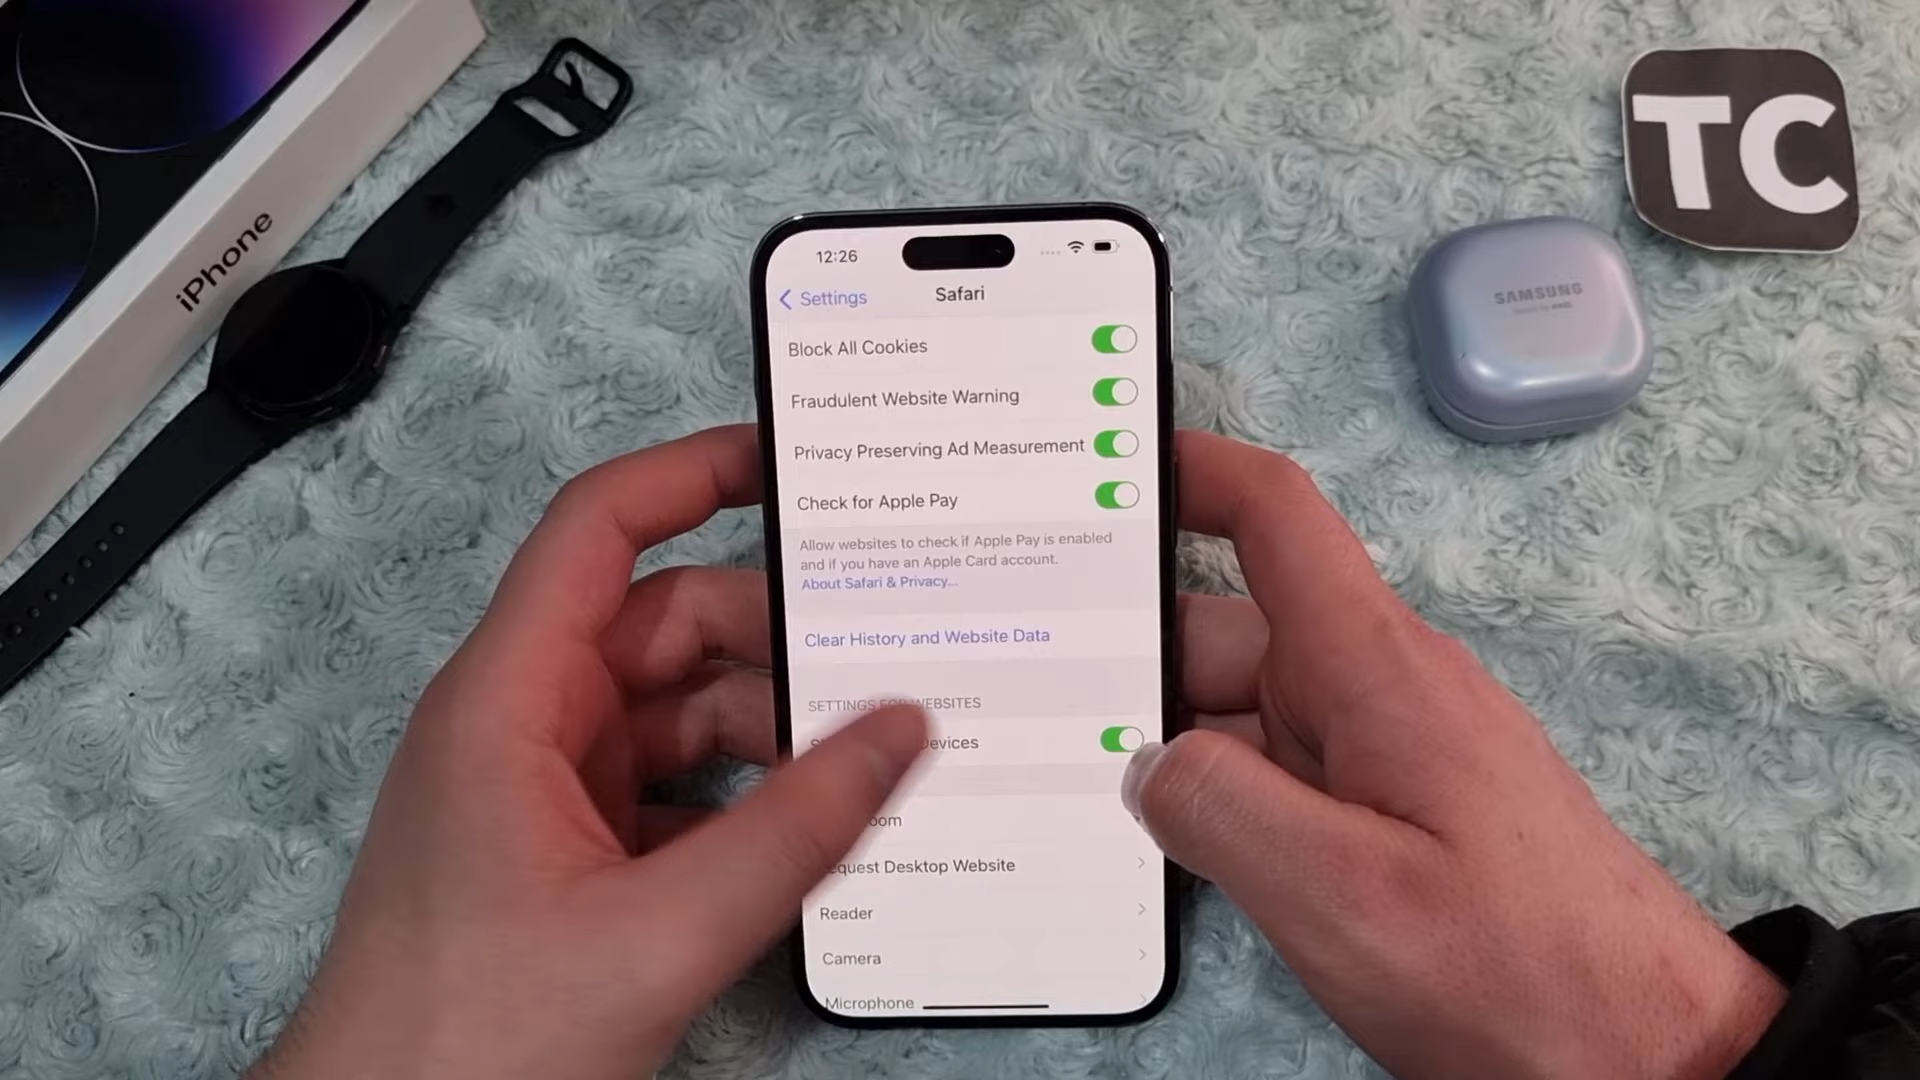 iPhone
TC
SAMSUNG
12:26
Settings
Safari
Block All Cookies
Fraudulent Website Warning
Privacy Preserving Ad Measurement
Check for Apple Pay
Allow websites to check if Apple Pay is enabled
and if you have an Apple Card account.
About Safari & Privacy...
Clear History and Website Data
SETTINGS FOR WEBSITES
Devices
oom
quest Desktop Website
Reader
Camera
Microphone